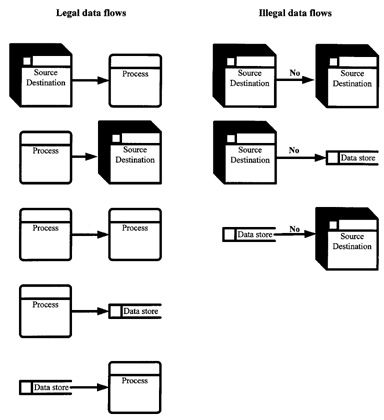 Legal data flows
Illegal data flows
Source
Destination
Process
Source
Destination
No
Source
Destination
Process
Source
Destination
Source
Destination
No
Data store
Process
Process
Data store
No
Source
Destination
Process
Data store
Data store
Process